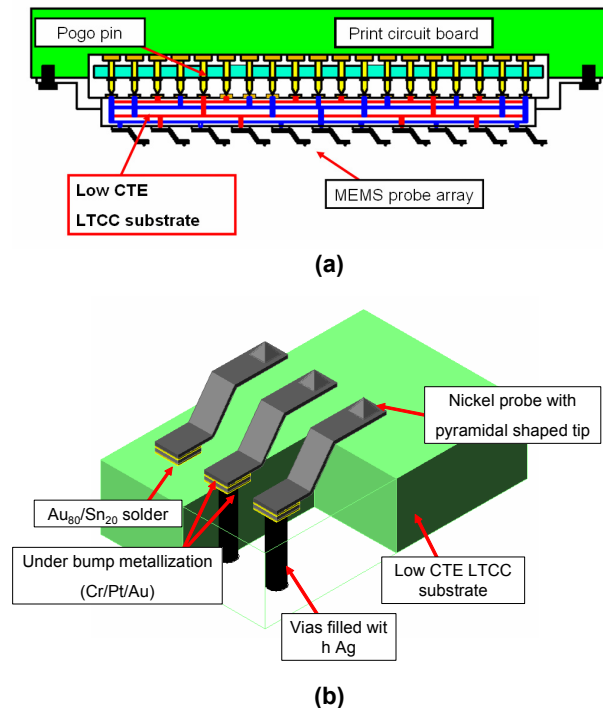 Pogo pin
Print circuit board
Low CTE
LTCC substrate
MEMS probe array
(a)
Nickel probe with
pyramidal shaped tip
Au80/Sn20 solder
Under bump metallization
(Cr/Pt/Au)
Low CTE LTCC
substrate
Vias filled wit
h Ag
(b)